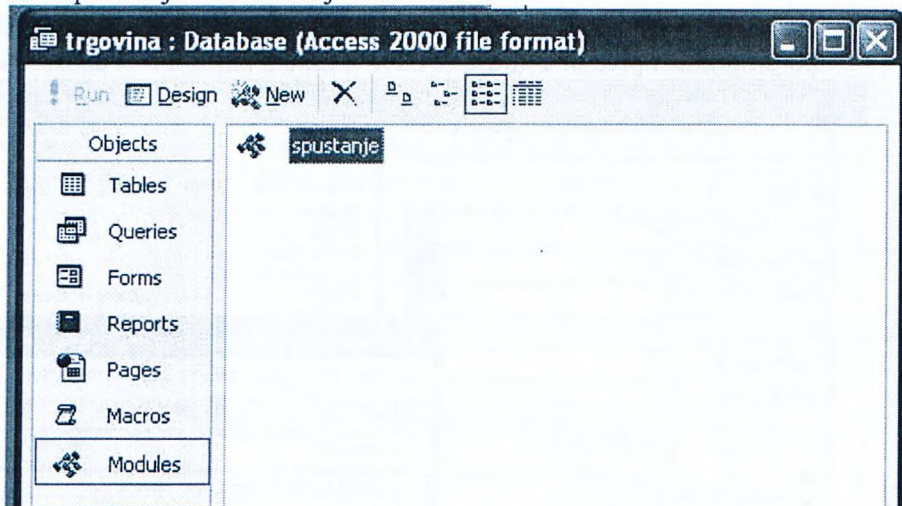 trgovina : Database (Access 2000 file format)
Run Design New
Objects
spustanje
Tables
Queries
Forms
Reports
Pages
Macros
Modules